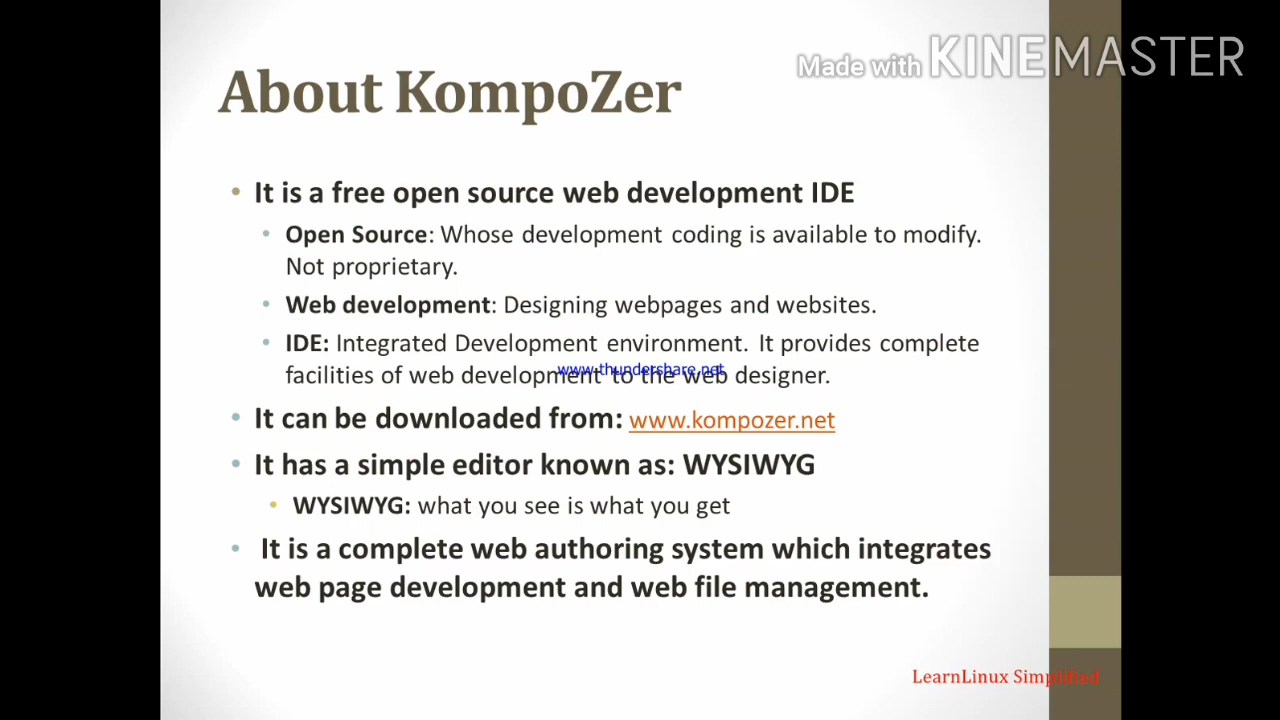 Made with KINEMASTER
About KompoZer
• It is a free open source web development IDE
• Open Source: Whose development coding is available to modify.
Not proprietary.
• Web development: Designing webpages and websites.
• IDE: Integrated Development environment. It provides complete
www.thundershare.net
facilities of web development to the web designer.
• It can be downloaded from: www.kompozer.net
• It has a simple editor known as: WYSIWYG
• WYSIWYG: what you see is what you get
• It is a complete web authoring system which integrates
web page development and web file management.
LearnLinux Simplified